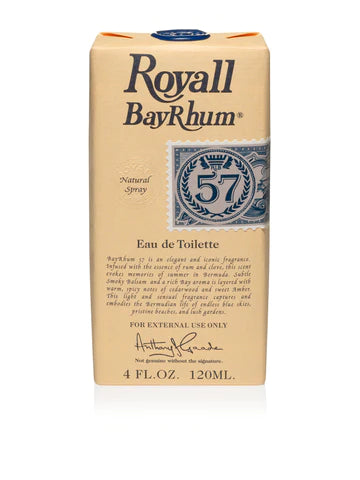 Royall
BayRhum®
Natural
Spray
57
Eau de Toilette
BayRhum 57 is an elegant and iconic fragrance.
Infused with the essence of rum and clove, this scent
evokes memories of summer in Bermuda. Subtle
Smoky Balsam and a rich Bay aroma is layered with
warm, spicy notes of cedarwood and sweet Amber.
This light and sensual fragrance captures and
embodies the Bermudian life of endless blue skies,
pristine beaches, and lush gardens.
FOR EXTERNAL USE ONLY
Not genuine without the signature.
4 FL.OZ. 120ML.